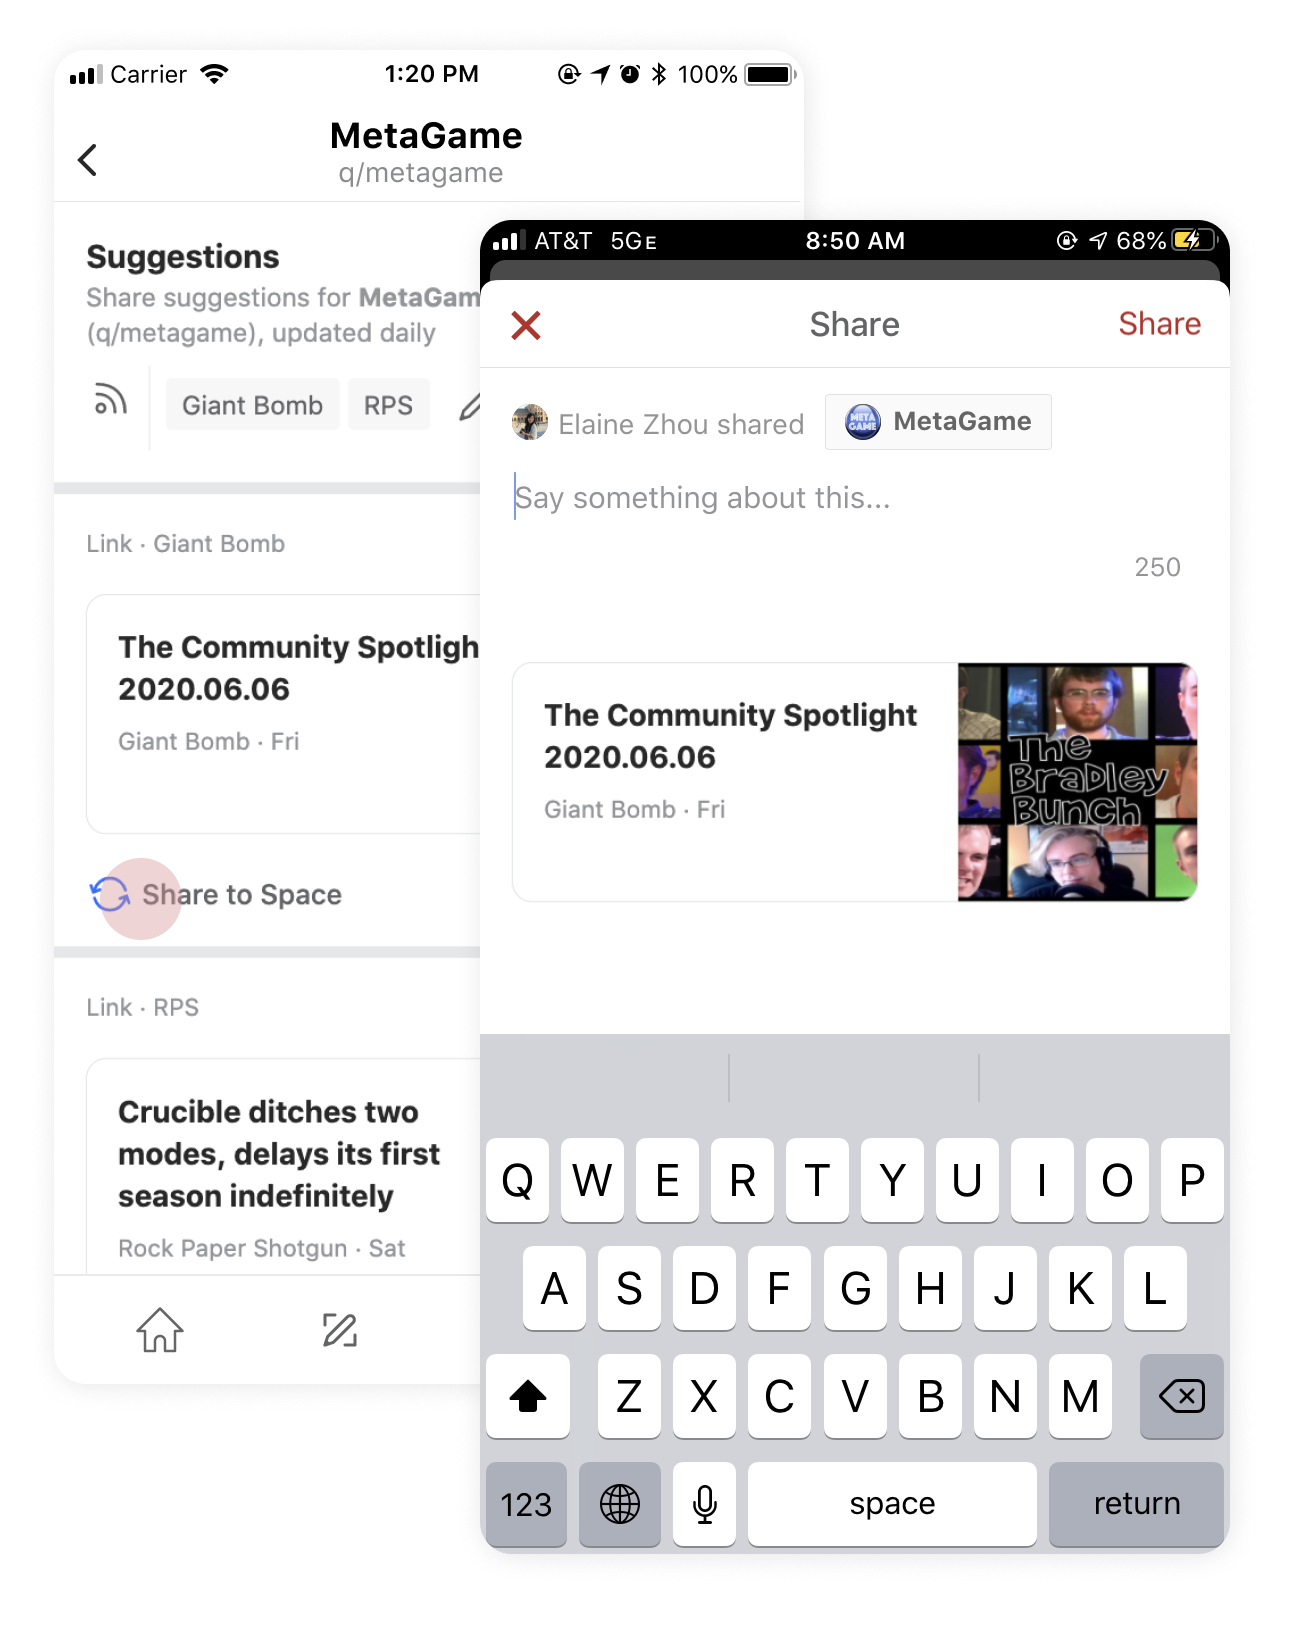 Carrier 1:20 PM 100%
MetaGame
q/metagame
Suggestions
Share suggestions for MetaGam
(q/metagame), updated daily
Giant Bomb RPS
Link · Giant Bomb
The Community Spotligh
2020.06.06
Giant Bomb · Fri
Share to Space
Link · RPS
Crucible ditches two
modes, delays its first
season indefinitely
Rock Paper Shotgun · Sat
AT&T 5GE 8:50 AM 68%
Share Share
Elaine Zhou shared META GAME MetaGame
Say something about this...
250
The Community Spotlight
2020.06.06
Giant Bomb · Fri
The
Bradley
Bunch
Q W E R T Y U I O P
A S D F G H J K L
Z X C V B N M
123 space return